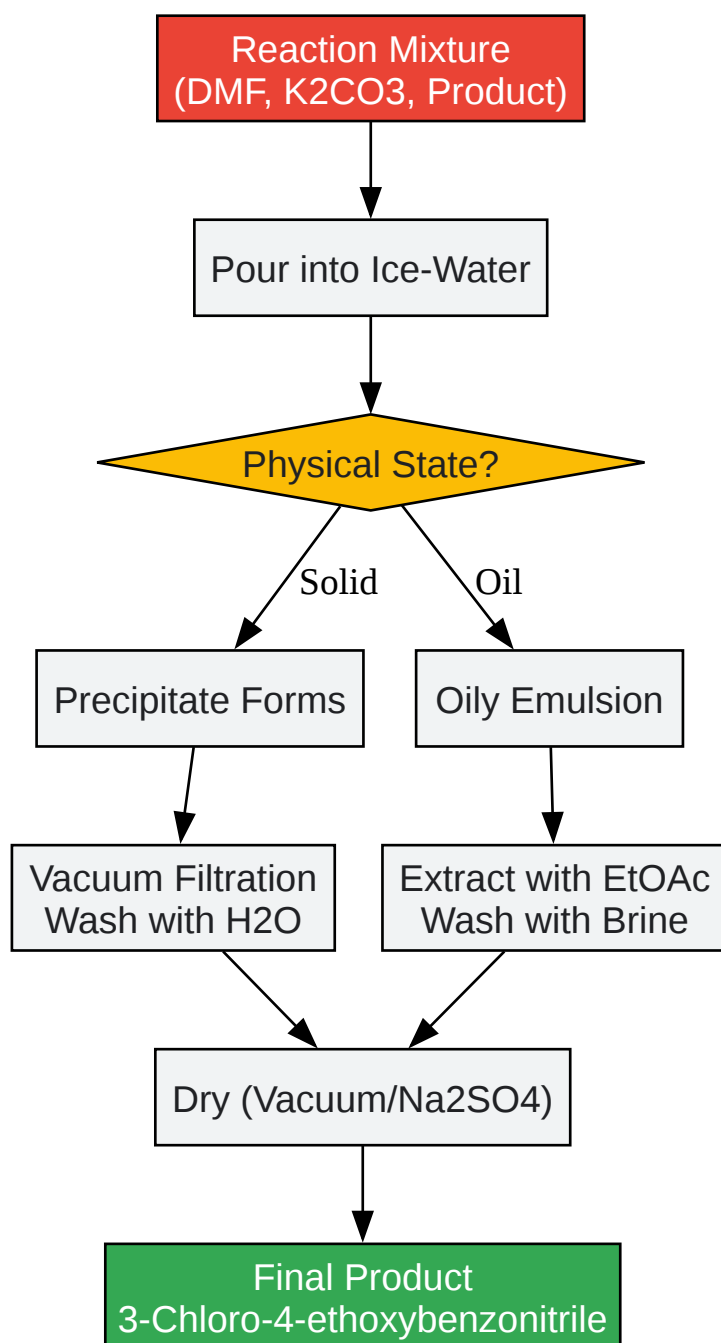 Reaction Mixture
(DMF, K2CO3, Product)
Pour into Ice-Water
Physical State?
Solid
Oil
Precipitate Forms
Oily Emulsion
Vacuum Filtration
Wash with H2O
Extract with EtOAc
Wash with Brine
Dry (Vacuum/Na2SO4)
Final Product
3-Chloro-4-ethoxybenzonitrile